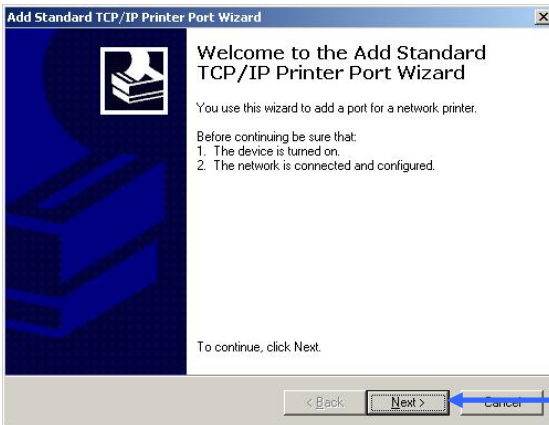 Add Standard TCP/IP Printer Port Wizard
Welcome to the Add Standard
TCP/IP Printer Port Wizard
You use this wizard to add a port for a network printer.
Before continuing be sure that:
1. The device is turned on.
2. The network is connected and configured.
To continue, click Next.
< Back Next > Cancel